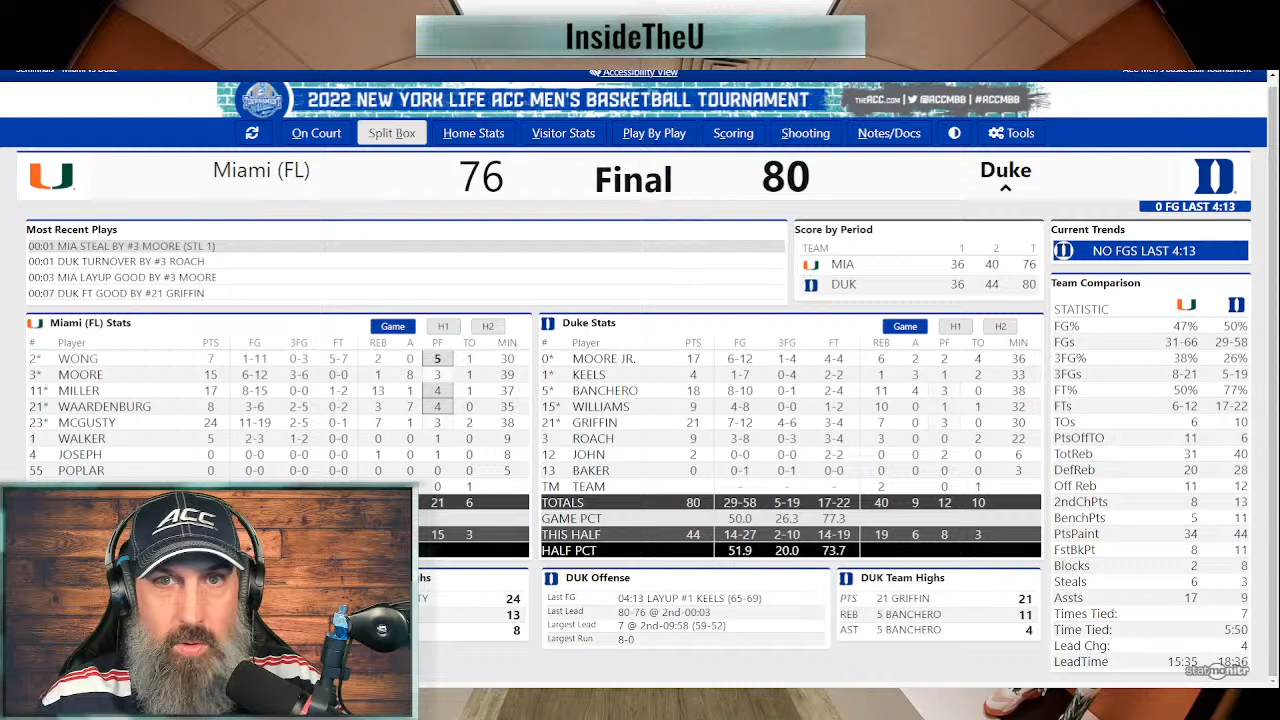 InsideTheU
Accessibility View
2022 NEW YORK LIFE ACC MEN'S BASKETBALL TOURNAMENT THEACC.COM | @ACCMBB | #ACCMBB
On Court Split Box Home Stats Visitor Stats Play By Play Scoring Shooting Notes/Docs Tools
Miami (FL) 76 Final 80 Duke
0 FG LAST 4:13
Most Recent Plays
00:01 MIA STEAL BY #3 MOORE (STL 1)
00:01 DUK TURNOVER BY #3 ROACH
00:03 MIA LAYUP GOOD BY #3 MOORE
00:07 DUK FT GOOD BY #21 GRIFFIN
Score by Period
TEAM 1 2 T
MIA 36 40 76
DUK 36 44 80
Current Trends
NO FGS LAST 4:13
Miami (FL) Stats Game H1 H2
# Player PTS FG 3FG FT REB A PF TO MIN
2* WONG 7 1-11 0-3 5-7 2 0 5 1 30
3* MOORE 15 6-12 3-6 0-0 1 8 3 1 39
11* MILLER 17 8-15 0-0 1-2 13 1 4 1 37
21* WAARDENBURG 8 3-6 2-5 0-2 3 7 4 0 35
23* MCGUSTY 24 11-19 2-5 0-1 7 1 3 2 38
1 WALKER 5 2-3 1-2 0-0 0 0 1 0 9
4 JOSEPH 0 0-0 0-0 0-0 1 0 1 0 8
55 POPLAR 0 0-0 0-0 0-0 0 0 0 0 5
0 1
21 6
15 3
Duke Stats Game H1 H2
# Player PTS FG 3FG FT REB A PF TO MIN
0* MOORE JR. 17 6-12 1-4 4-4 6 2 2 4 36
1* KEELS 4 1-7 0-4 2-2 1 3 1 2 33
5* BANCHERO 18 8-10 0-1 2-2 11 4 3 0 38
15* WILLIAMS 9 4-8 0-0 1-2 10 0 1 1 32
21* GRIFFIN 21 7-12 4-6 3-4 7 0 3 0 30
3 ROACH 9 3-8 0-3 3-4 3 0 0 2 22
12 JOHN 2 0-0 0-0 2-2 0 0 2 0 6
13 BAKER 0 0-1 0-1 0-0 0 0 0 0 3
TM TEAM - - - - 2 0 1
TOTALS 80 29-58 5-19 17-22 40 9 12 10
GAME PCT 50.0 26.3 77.3
THIS HALF 44 14-27 2-10 14-19 19 6 8 3
HALF PCT 51.9 20.0 73.7
24
13
8
DUK Offense
Last FG 04:13 LAYUP #1 KEELS (65-69)
Last Lead 80-76 @ 2nd-00:03
Largest Lead 7 @ 2nd-09:58 (59-52)
Largest Run 8-0
DUK Team Highs
PTS 21 GRIFFIN 21
REB 5 BANCHERO 11
AST 5 BANCHERO 4
Team Comparison
STATISTIC
FG% 47% 50%
FGs 31-66 29-58
3FG% 38% 26%
3FGs 8-21 5-19
FT% 50% 77%
FTs 6-12 17-22
TOs 6 10
PtsOffTO 11 6
TotReb 31 40
DefReb 20 28
Off Reb 11 12
2ndChPts 8 13
BenchPts 5 11
PtsPaint 34 44
FstBkPt 8 11
Blocks 2 8
Steals 6 3
Assts 17 9
Times Tied: 7
Time Tied: 5:50
Lead Chg: 4
LeadTime 15:35 18:36
statmonitr
ACC